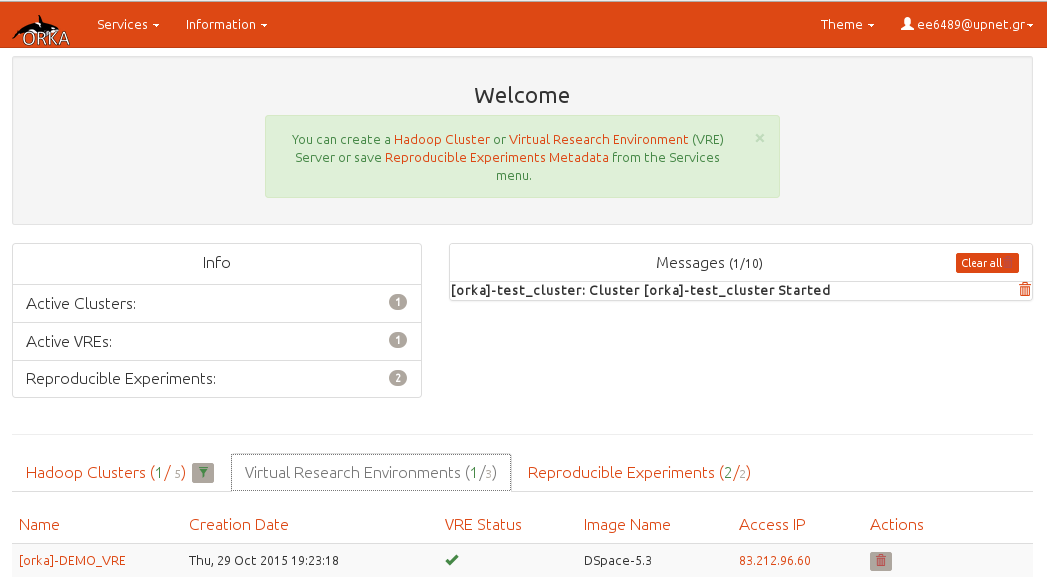 ORKA
Services Information Theme ee6489@upnet.gr
Welcome
You can create a Hadoop Cluster or Virtual Research Environment (VRE)
Server or save Reproducible Experiments Metadata from the Services
menu.
×
Info
Active Clusters: 1
Active VREs: 1
Reproducible Experiments: 2
Messages (1/10) Clear all
[orka]-test_cluster: Cluster [orka]-test_cluster Started
Hadoop Clusters (1/ 5) Virtual Research Environments (1/3) Reproducible Experiments (2/2)
Name Creation Date VRE Status Image Name Access IP Actions
[orka]-DEMO_VRE Thu, 29 Oct 2015 19:23:18 DSpace-5.3 83.212.96.60